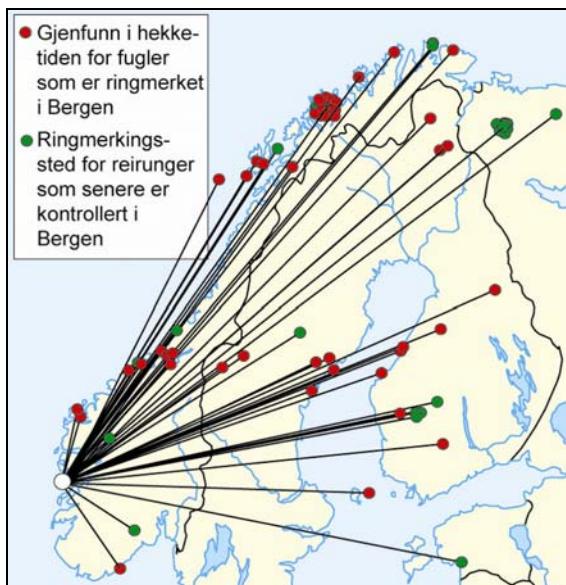 Gjenfunn i hekke-
tiden for fugler
som er ringmerket
i Bergen
Ringmerkings-
sted for reirunger
som senere er
kontrollert i
Bergen